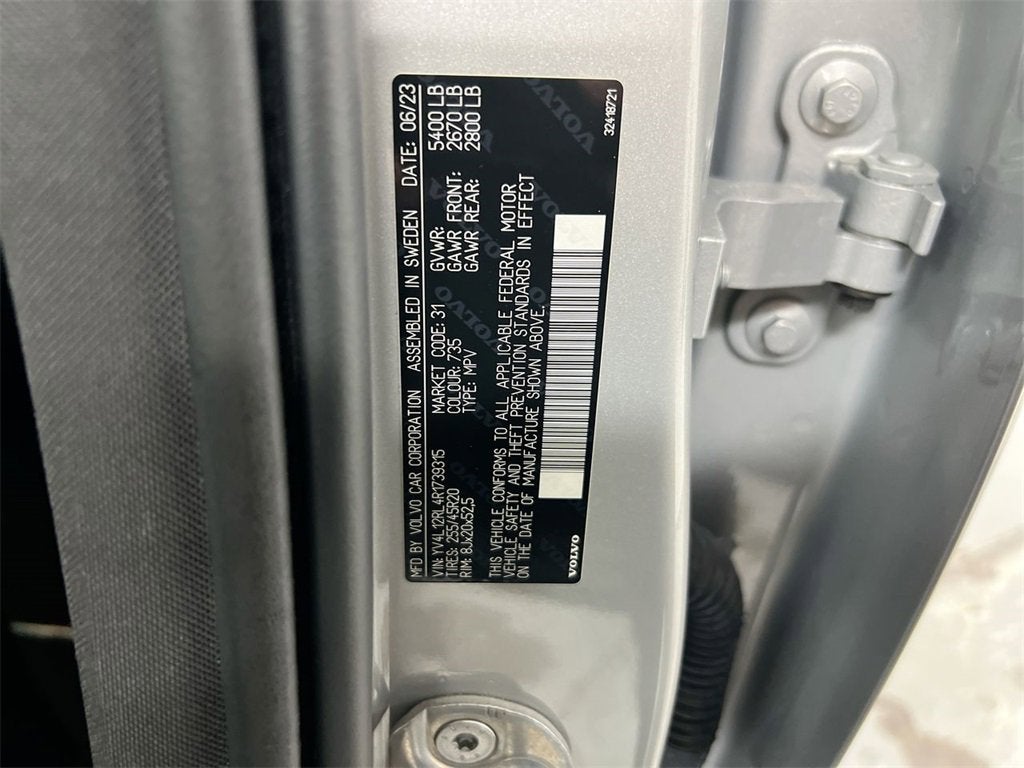 MFD BY VOLVO CAR CORPORATION ASSEMBLED IN SWEDEN DATE: 06/23
VIN: YV4L12RL4R1739315 MARKET CODE: 31 GVWR: 5400 LB
TIRES: 255/45R20 COLOUR: 735 GAWR FRONT: 2670 LB
RIM: 8Jx20x52,5 TYPE: MPV GAWR REAR: 2800 LB
THIS VEHICLE CONFORMS TO ALL APPLICABLE FEDERAL MOTOR
VEHICLE SAFETY AND THEFT PREVENTION STANDARDS IN EFFECT
ON THE DATE OF MANUFACTURE SHOWN ABOVE.
VOLVO
32418721